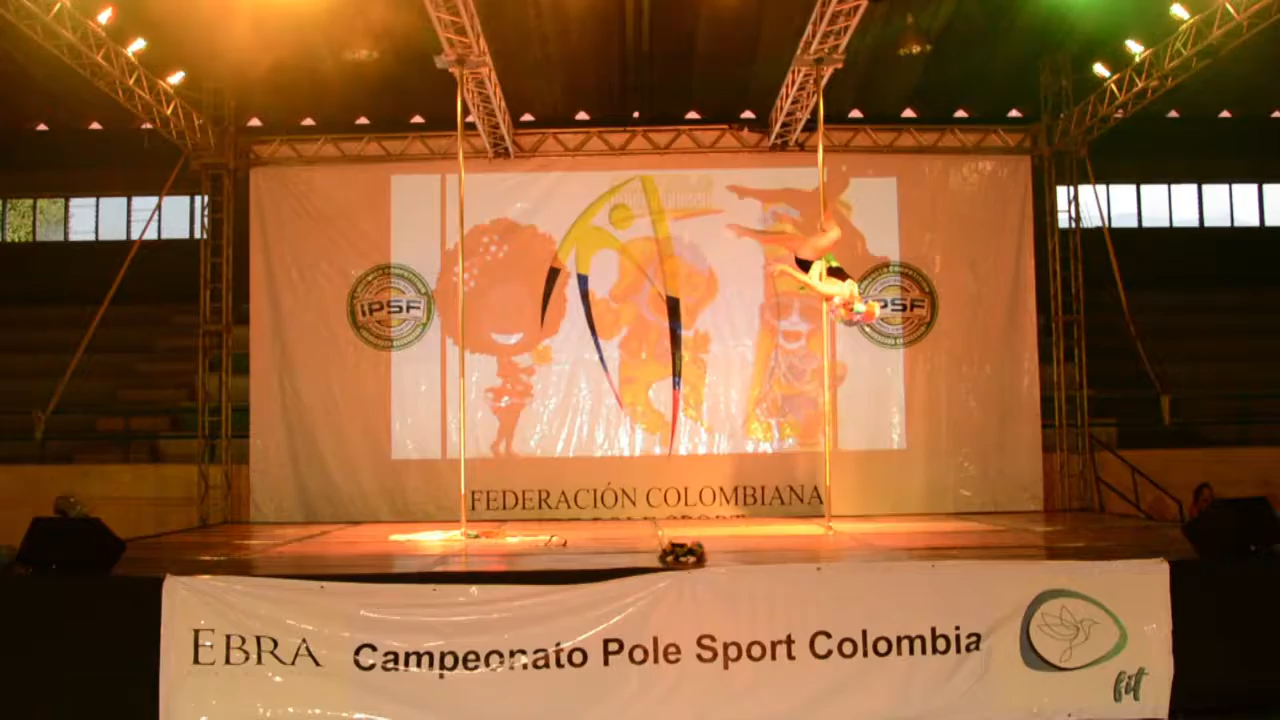 IPSF
IPSF
FEDERACIÓN COLOMBIANA
EBRA
Campeonato Pole Sport Colombia
fit